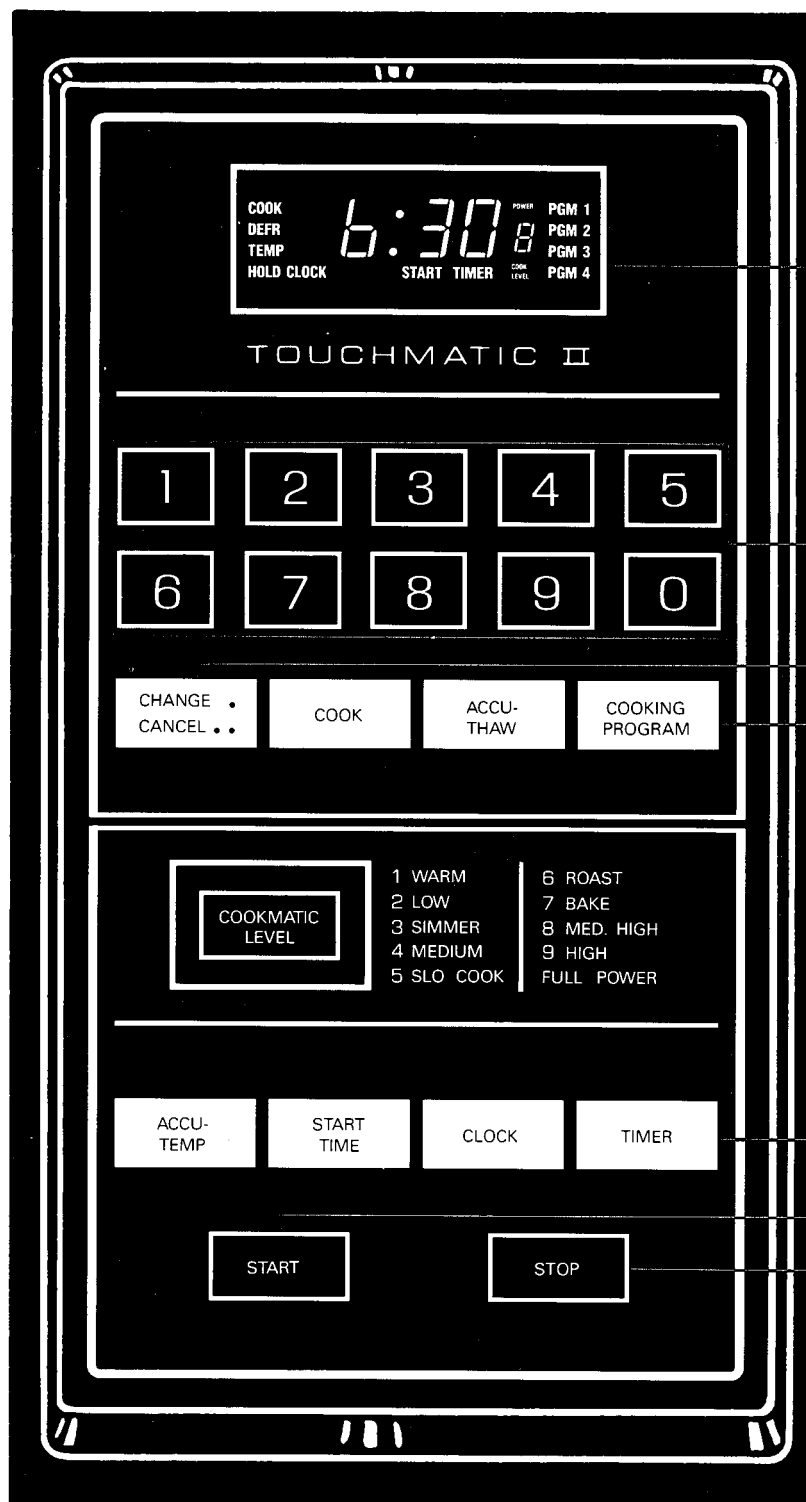 COOK 6:30 POWER PGM 1
DEFR 8 PGM 2
TEMP PGM 3
HOLD CLOCK START TIMER COOK LEVEL PGM 4
TOUCHMATIC II
1 2 3 4 5
6 7 8 9 0
CHANGE •
CANCEL • •
COOK
ACCU-
THAW
COOKING
PROGRAM
COOKMATIC
LEVEL
1 WARM
2 LOW
3 SIMMER
4 MEDIUM
5 SLO COOK
6 ROAST
7 BAKE
8 MED. HIGH
9 HIGH
FULL POWER
ACCU-
TEMP
START
TIME
CLOCK
TIMER
START
STOP